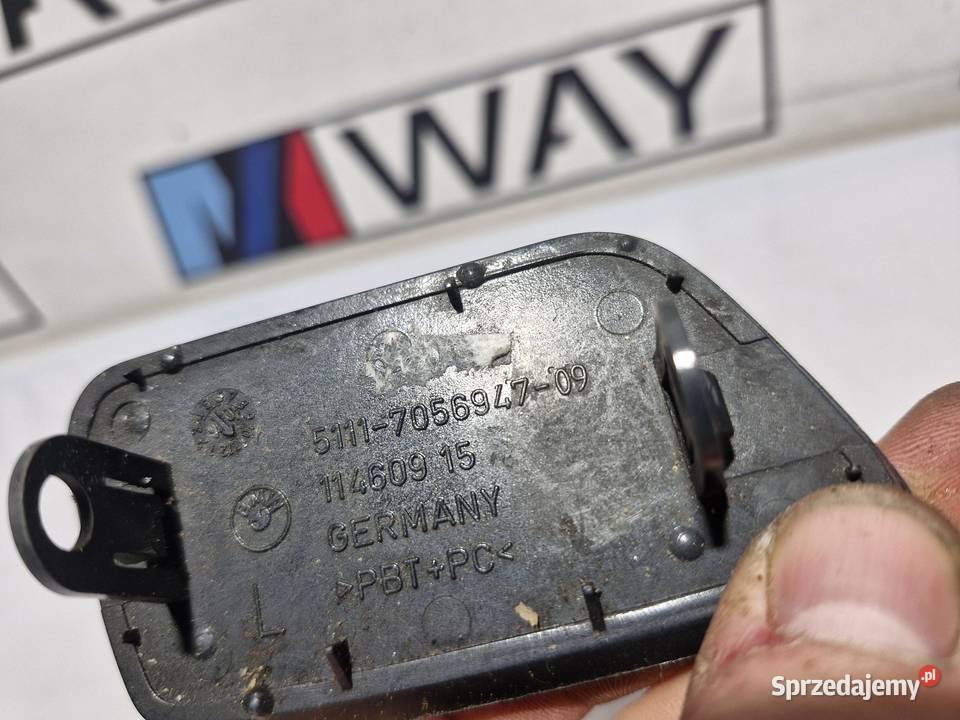 WAY
5111-7056947-09
114609 15
GERMANY
>PBT+PC<
L
Sprzedajemy.pl